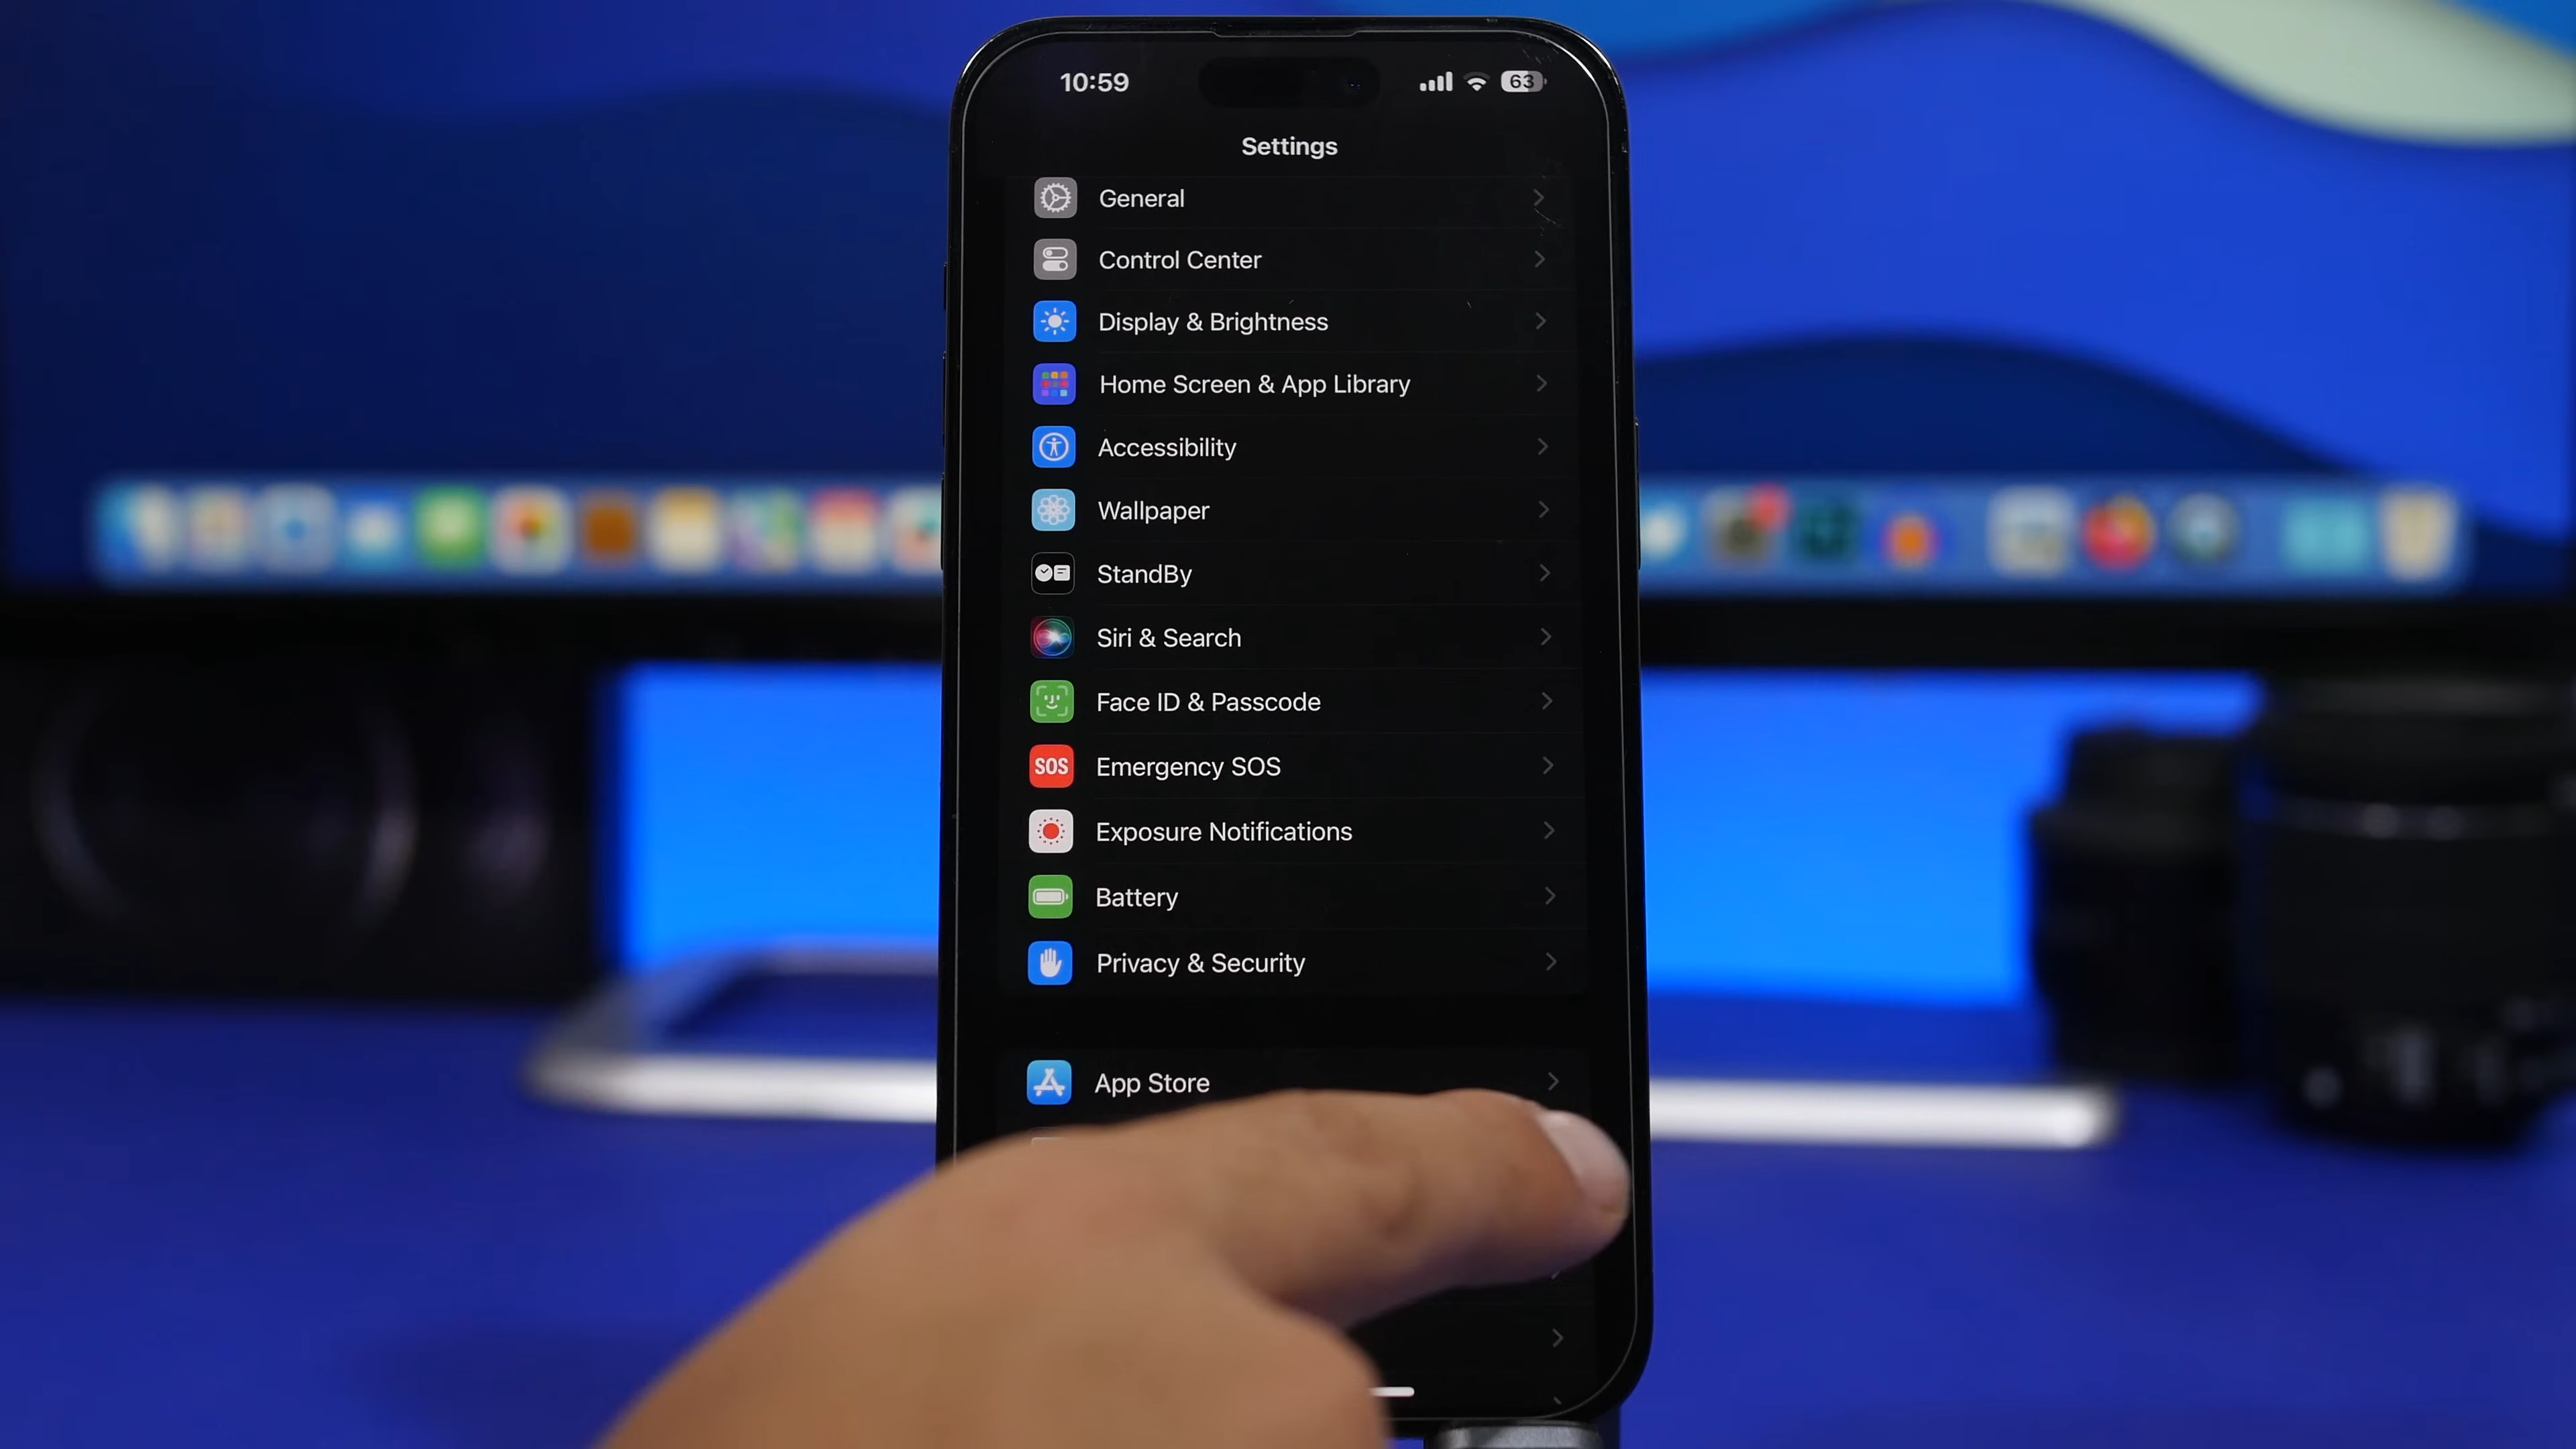 10:59
63
Settings
General
Control Center
Display & Brightness
Home Screen & App Library
Accessibility
Wallpaper
StandBy
Siri & Search
Face ID & Passcode
SOS
Emergency SOS
Exposure Notifications
Battery
Privacy & Security
App Store